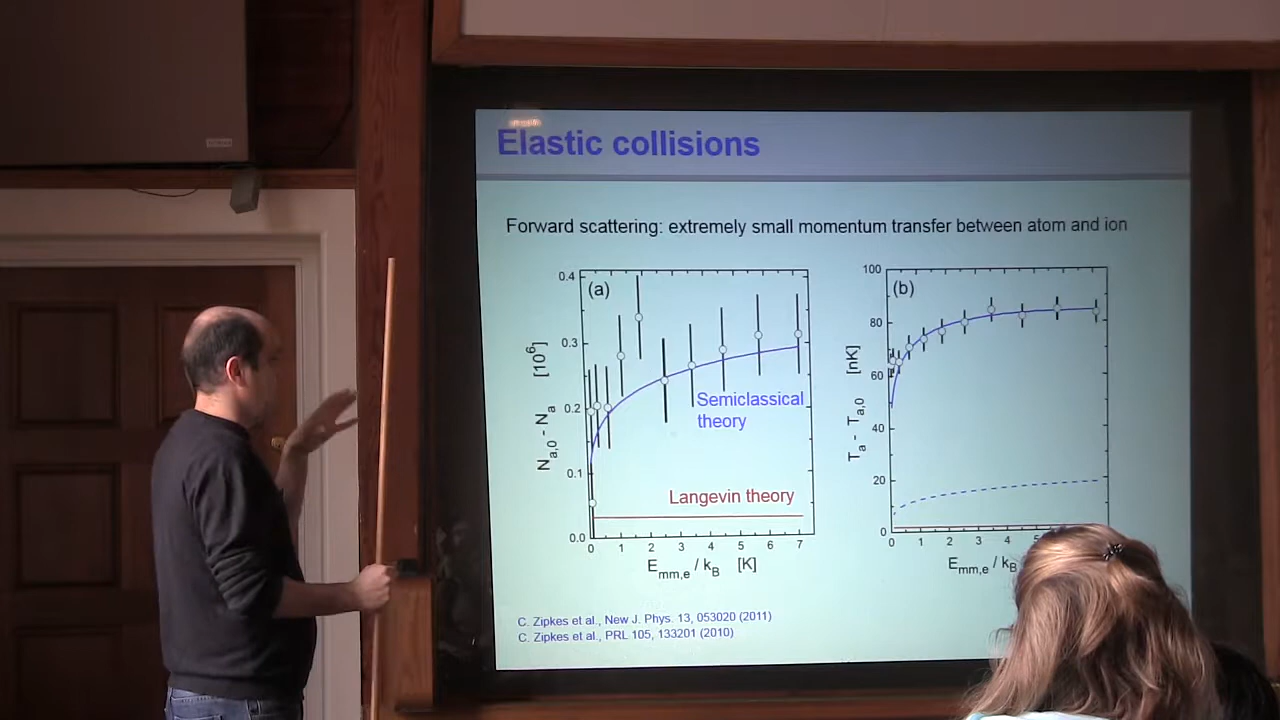 Elastic collisions
Forward scattering: extremely small momentum transfer between atom and ion
(a)
0.4
0.3
0.2
0.1
0.0
N_a,0 - N_a [10^6]
Semiclassical
theory
Langevin theory
0 1 2 3 4 5 6 7
E_mm,e / k_B [K]
(b)
100
80
60
40
20
0
T_a - T_a,0 [nK]
0 1 2 3 4
E_mm,e / k_B
C. Zipkes et al., New J. Phys. 13, 053020 (2011)
C. Zipkes et al., PRL 105, 133201 (2010)